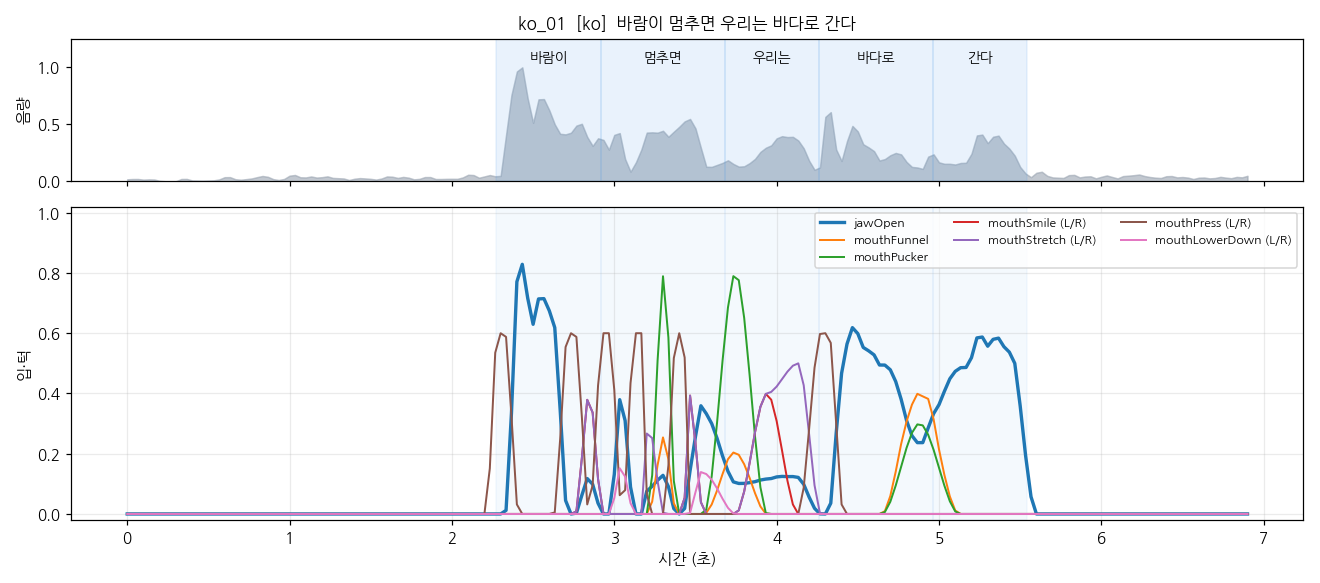 ko_01 [ko] 바람이 멈추면 우리는 바다로 간다
음량
1.0
0.5
0.0
바람이 멈추면 우리는 바다로 간다
입·턱
1.0
0.8
0.6
0.4
0.2
0.0
jawOpen
mouthFunnel
mouthPucker
mouthSmile (L/R)
mouthStretch (L/R)
mouthPress (L/R)
mouthLowerDown (L/R)
0 1 2 3 4 5 6 7
시간 (초)